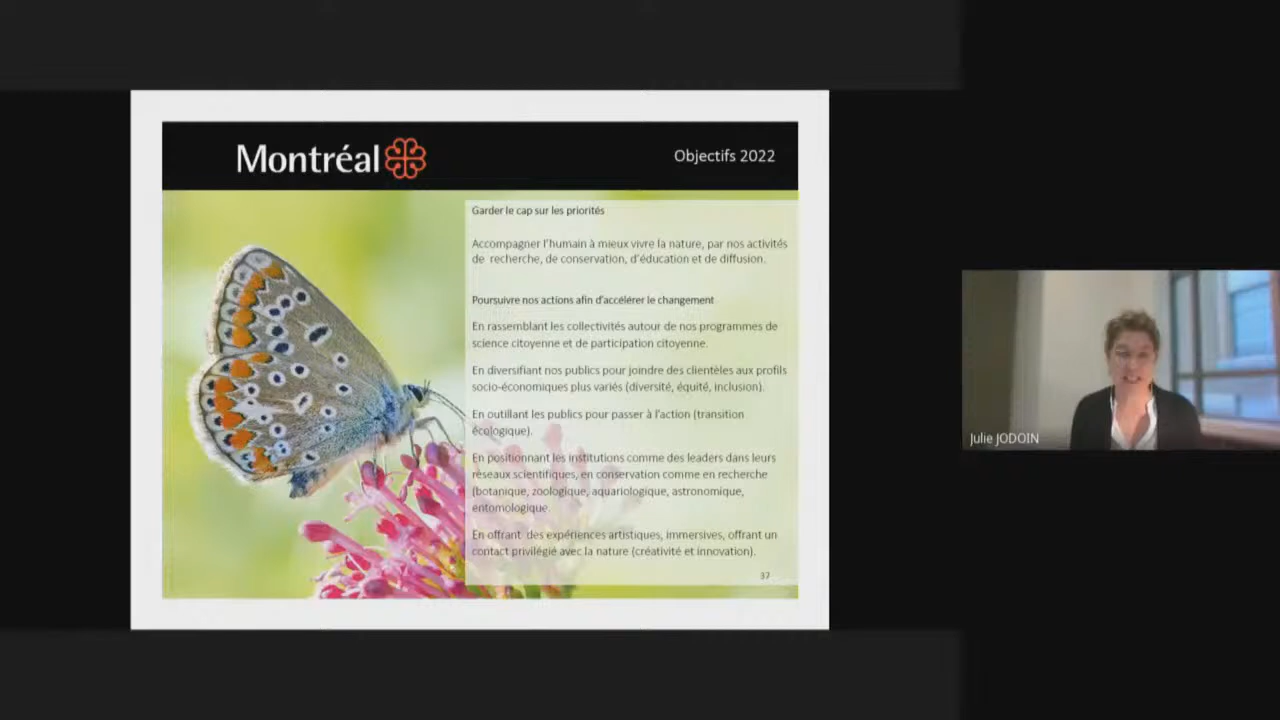 Montréal
Objectifs 2022
Garder le cap sur les priorités
Accompagner l'humain à mieux vivre la nature, par nos activités
de recherche, de conservation, d'éducation et de diffusion.
Poursuivre nos actions afin d'accélérer le changement
En rassemblant les collectivités autour de nos programmes de
science citoyenne et de participation citoyenne.
En diversifiant nos publics pour joindre des clientèles aux profils
socio-économiques plus variés (diversité, équité, inclusion).
En outillant les publics pour passer à l'action (transition
écologique).
En positionnant les institutions comme des leaders dans leurs
réseaux scientifiques, en conservation comme en recherche
(botanique, zoologique, aquariologique, astronomique,
entomologique.
En offrant des expériences artistiques, immersives, offrant un
contact privilégié avec la nature (créativité et innovation).
37
Julie JODOIN